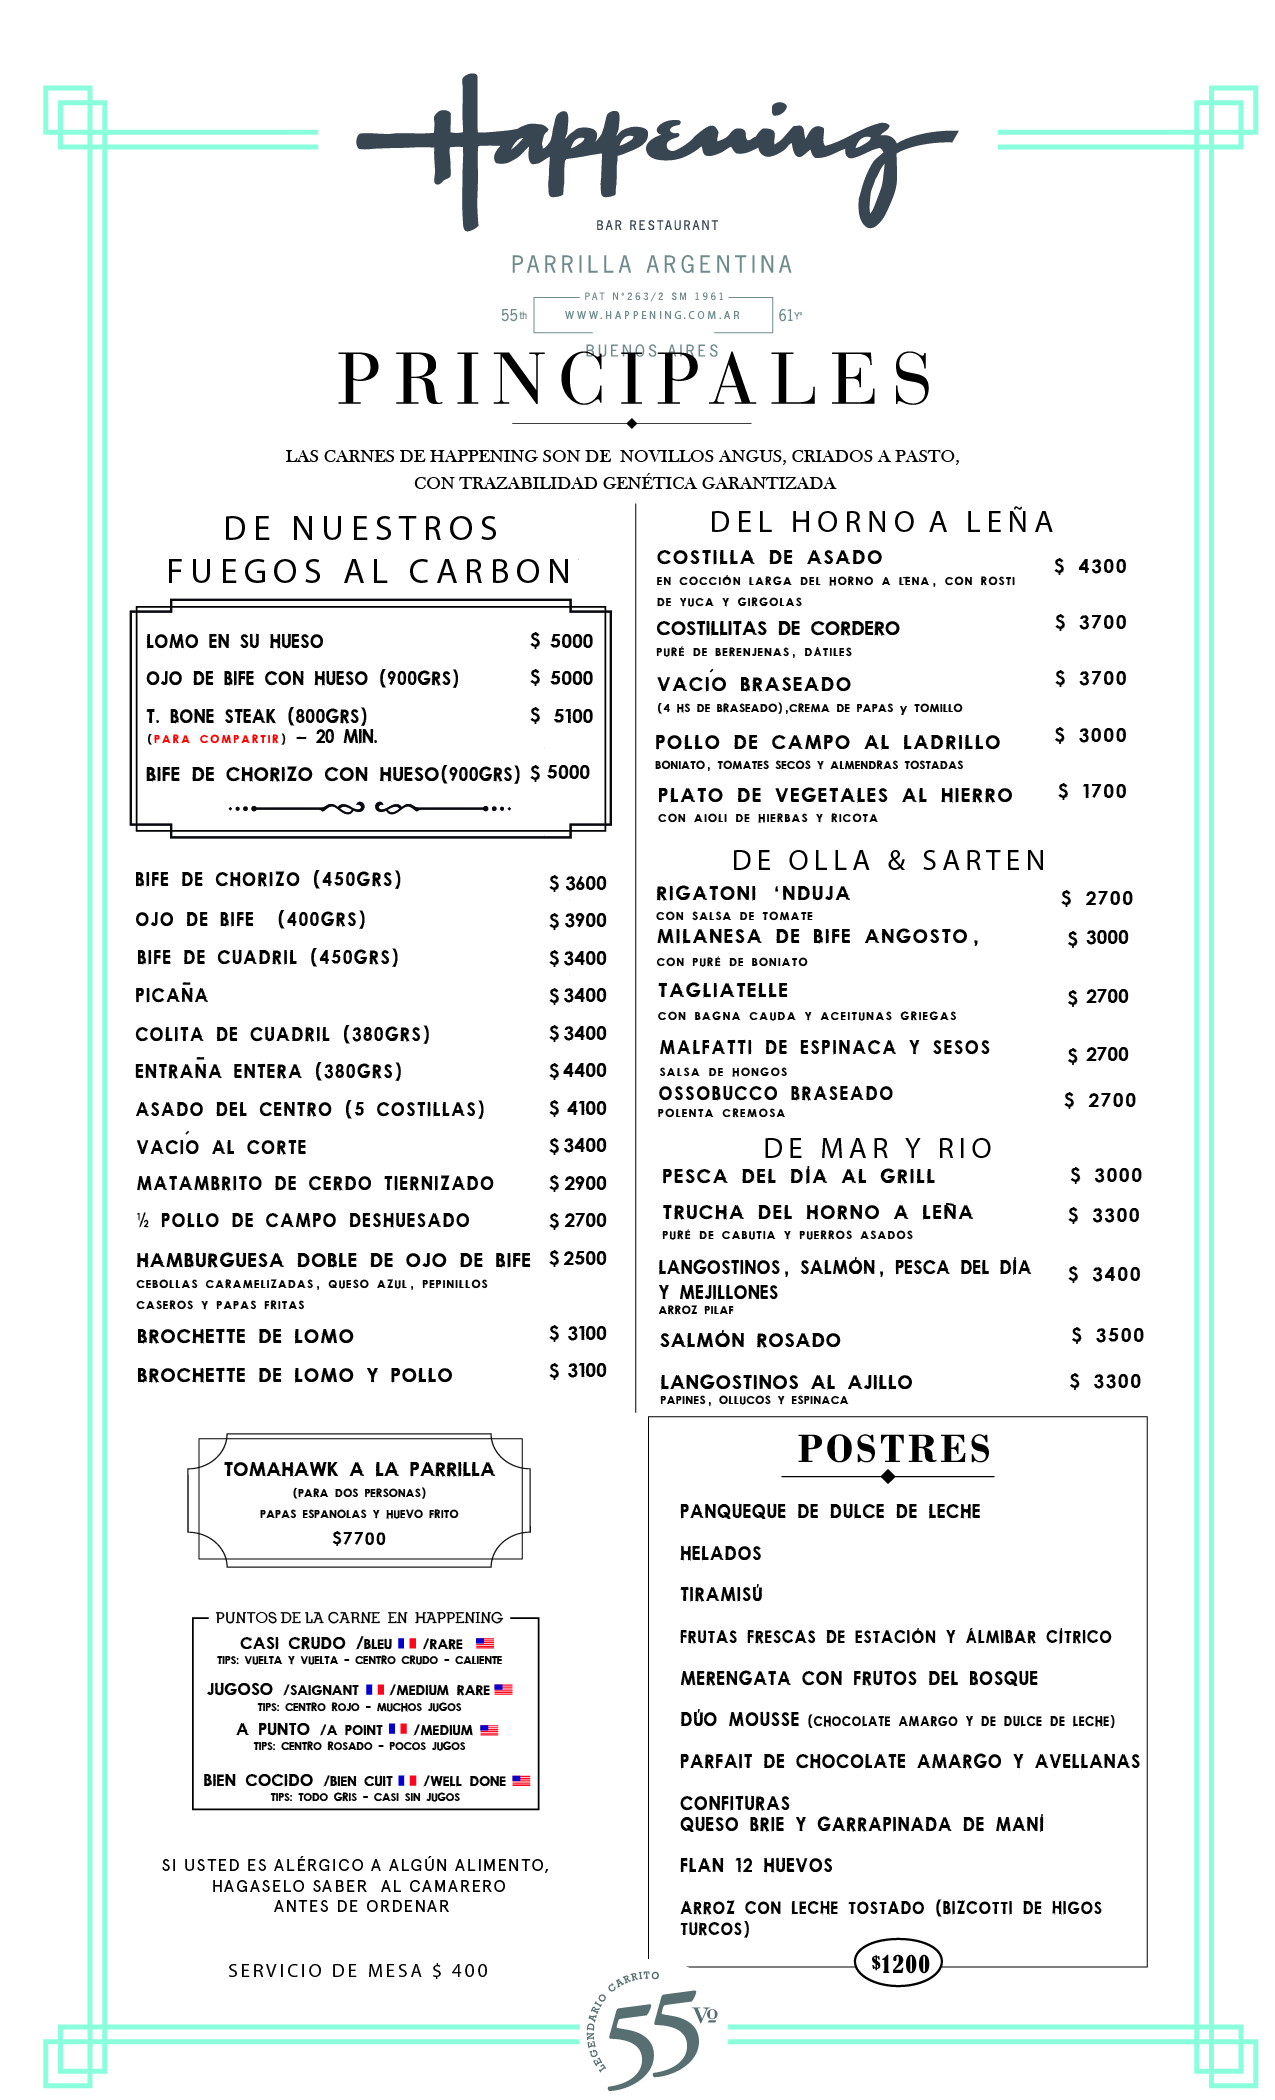 Happening
BAR RESTAURANT
PARRILLA ARGENTINA
PAT N°263/2 SM 1961
55th WWW.HAPPENING.COM.AR 61Yº
BUENOS AIRES
PRINCIPALES
LAS CARNES DE HAPPENING SON DE NOVILLOS ANGUS, CRIADOS A PASTO,
CON TRAZABILIDAD GENÉTICA GARANTIZADA
DE NUESTROS
FUEGOS AL CARBON
LOMO EN SU HUESO $ 5000
OJO DE BIFE CON HUESO (900GRS) $ 5000
T. BONE STEAK (800GRS) $ 5100
(PARA COMPARTIR) – 20 MIN.
BIFE DE CHORIZO CON HUESO(900GRS) $ 5000
BIFE DE CHORIZO (450GRS) $ 3600
OJO DE BIFE (400GRS) $ 3900
BIFE DE CUADRIL (450GRS) $ 3400
PICAÑA $ 3400
COLITA DE CUADRIL (380GRS) $ 3400
ENTRAÑA ENTERA (380GRS) $ 4400
ASADO DEL CENTRO (5 COSTILLAS) $ 4100
VACÍO AL CORTE $ 3400
MATAMBRITO DE CERDO TIERNIZADO $ 2900
½ POLLO DE CAMPO DESHUESADO $ 2700
HAMBURGUESA DOBLE DE OJO DE BIFE $ 2500
CEBOLLAS CARAMELIZADAS, QUESO AZUL, PEPINILLOS
CASEROS Y PAPAS FRITAS
BROCHETTE DE LOMO $ 3100
BROCHETTE DE LOMO Y POLLO $ 3100
TOMAHAWK A LA PARRILLA
(PARA DOS PERSONAS)
PAPAS ESPANOLAS Y HUEVO FRITO
$7700
PUNTOS DE LA CARNE EN HAPPENING
CASI CRUDO /BLEU /RARE
TIPS: VUELTA Y VUELTA - CENTRO CRUDO - CALIENTE
JUGOSO /SAIGNANT /MEDIUM RARE
TIPS: CENTRO ROJO - MUCHOS JUGOS
A PUNTO /A POINT /MEDIUM
TIPS: CENTRO ROSADO - POCOS JUGOS
BIEN COCIDO /BIEN CUIT /WELL DONE
TIPS: TODO GRIS - CASI SIN JUGOS
SI USTED ES ALÉRGICO A ALGÚN ALIMENTO,
HAGASELO SABER AL CAMARERO
ANTES DE ORDENAR
SERVICIO DE MESA $ 400
DEL HORNO A LEÑA
COSTILLA DE ASADO $ 4300
EN COCCIÓN LARGA DEL HORNO A LEÑA, CON ROSTI
DE YUCA Y GIRGOLAS
COSTILLITAS DE CORDERO $ 3700
PURÉ DE BERENJENAS, DÁTILES
VACÍO BRASEADO $ 3700
(4 HS DE BRASEADO),CREMA DE PAPAS y TOMILLO
POLLO DE CAMPO AL LADRILLO $ 3000
BONIATO, TOMATES SECOS Y ALMENDRAS TOSTADAS
PLATO DE VEGETALES AL HIERRO $ 1700
CON AIOLI DE HIERBAS Y RICOTA
DE OLLA & SARTEN
RIGATONI ‘NDUJA $ 2700
CON SALSA DE TOMATE
MILANESA DE BIFE ANGOSTO, $ 3000
CON PURÉ DE BONIATO
TAGLIATELLE $ 2700
CON BAGNA CAUDA Y ACEITUNAS GRIEGAS
MALFATTI DE ESPINACA Y SESOS $ 2700
SALSA DE HONGOS
OSSOBUCCO BRASEADO $ 2700
POLENTA CREMOSA
DE MAR Y RIO
PESCA DEL DÍA AL GRILL $ 3000
TRUCHA DEL HORNO A LEÑA $ 3300
PURÉ DE CABUTIA Y PUERROS ASADOS
LANGOSTINOS, SALMÓN, PESCA DEL DÍA
Y MEJILLONES $ 3400
ARROZ PILAF
SALMÓN ROSADO $ 3500
LANGOSTINOS AL AJILLO $ 3300
PAPINES, OLLUCOS Y ESPINACA
POSTRES
PANQUEQUE DE DULCE DE LECHE
HELADOS
TIRAMISÚ
FRUTAS FRESCAS DE ESTACIÓN Y ÁLMIBAR CÍTRICO
MERENGATA CON FRUTOS DEL BOSQUE
DÚO MOUSSE (CHOCOLATE AMARGO Y DE DULCE DE LECHE)
PARFAIT DE CHOCOLATE AMARGO Y AVELLANAS
CONFITURAS
QUESO BRIE Y GARRAPINADA DE MANÍ
FLAN 12 HUEVOS
ARROZ CON LECHE TOSTADO (BIZCOTTI DE HIGOS
TURCOS)
$1200
LEGENDARIO CARRITO
55Vº